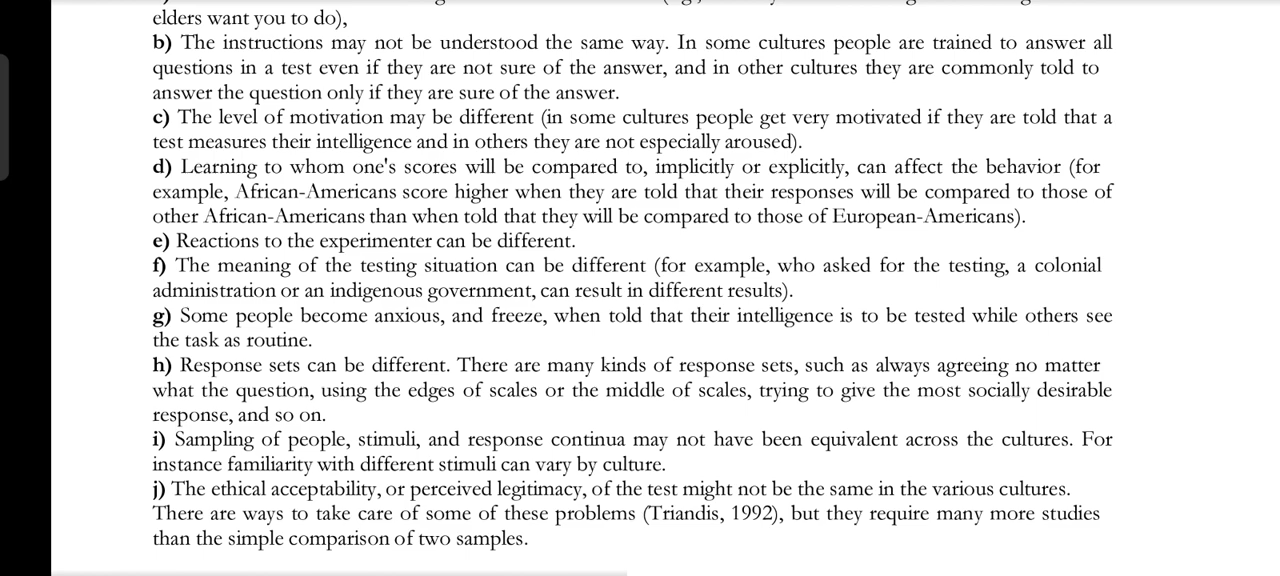 elders want you to do),
b) The instructions may not be understood the same way. In some cultures people are trained to answer all
questions in a test even if they are not sure of the answer, and in other cultures they are commonly told to
answer the question only if they are sure of the answer.
c) The level of motivation may be different (in some cultures people get very motivated if they are told that a
test measures their intelligence and in others they are not especially aroused).
d) Learning to whom one's scores will be compared to, implicitly or explicitly, can affect the behavior (for
example, African-Americans score higher when they are told that their responses will be compared to those of
other African-Americans than when told that they will be compared to those of European-Americans).
e) Reactions to the experimenter can be different.
f) The meaning of the testing situation can be different (for example, who asked for the testing, a colonial
administration or an indigenous government, can result in different results).
g) Some people become anxious, and freeze, when told that their intelligence is to be tested while others see
the task as routine.
h) Response sets can be different. There are many kinds of response sets, such as always agreeing no matter
what the question, using the edges of scales or the middle of scales, trying to give the most socially desirable
response, and so on.
i) Sampling of people, stimuli, and response continua may not have been equivalent across the cultures. For
instance familiarity with different stimuli can vary by culture.
j) The ethical acceptability, or perceived legitimacy, of the test might not be the same in the various cultures.
There are ways to take care of some of these problems (Triandis, 1992), but they require many more studies
than the simple comparison of two samples.